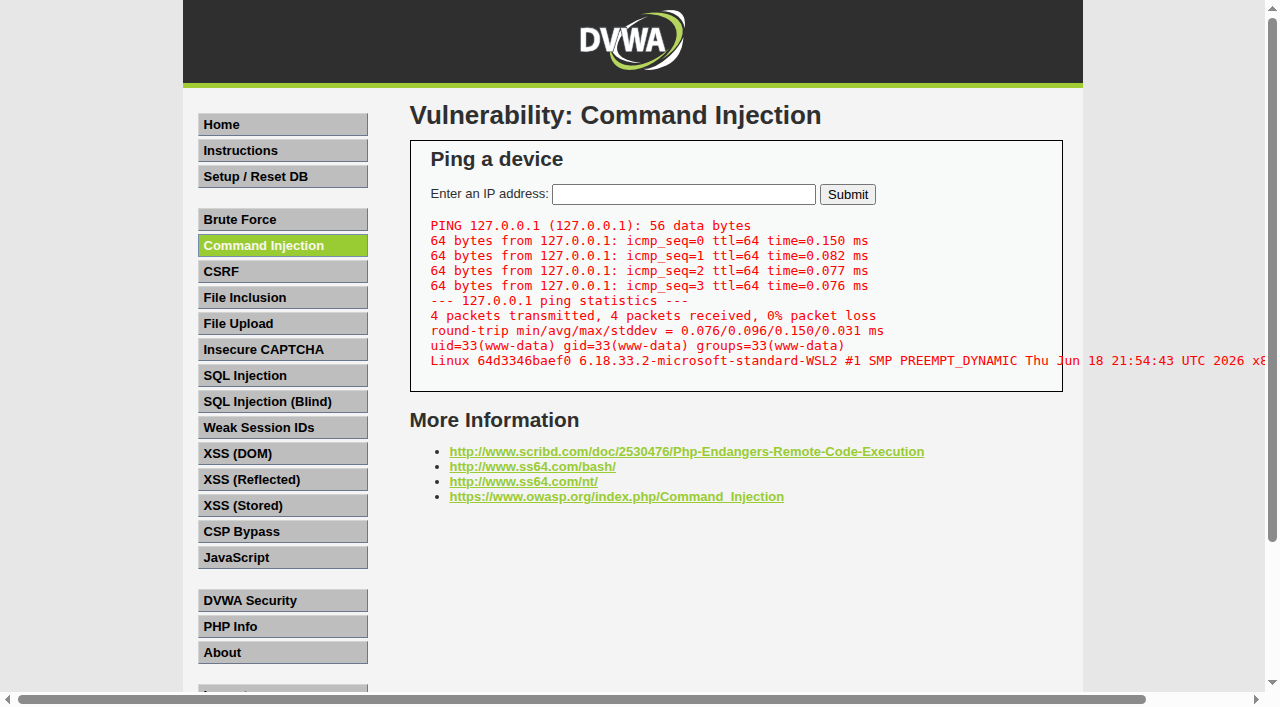 DVWA
Home
Instructions
Setup / Reset DB
Brute Force
Command Injection
CSRF
File Inclusion
File Upload
Insecure CAPTCHA
SQL Injection
SQL Injection (Blind)
Weak Session IDs
XSS (DOM)
XSS (Reflected)
XSS (Stored)
CSP Bypass
JavaScript
DVWA Security
PHP Info
About
Vulnerability: Command Injection
Ping a device
Enter an IP address: Submit
PING 127.0.0.1 (127.0.0.1): 56 data bytes
64 bytes from 127.0.0.1: icmp_seq=0 ttl=64 time=0.150 ms
64 bytes from 127.0.0.1: icmp_seq=1 ttl=64 time=0.082 ms
64 bytes from 127.0.0.1: icmp_seq=2 ttl=64 time=0.077 ms
64 bytes from 127.0.0.1: icmp_seq=3 ttl=64 time=0.076 ms
--- 127.0.0.1 ping statistics ---
4 packets transmitted, 4 packets received, 0% packet loss
round-trip min/avg/max/stddev = 0.076/0.096/0.150/0.031 ms
uid=33(www-data) gid=33(www-data) groups=33(www-data)
Linux 64d3346baef0 6.18.33.2-microsoft-standard-WSL2 #1 SMP PREEMPT_DYNAMIC Thu Jun 18 21:54:43 UTC 2026
More Information
http://www.scribd.com/doc/2530476/Php-Endangers-Remote-Code-Execution
http://www.ss64.com/bash/
http://www.ss64.com/nt/
https://www.owasp.org/index.php/Command_Injection